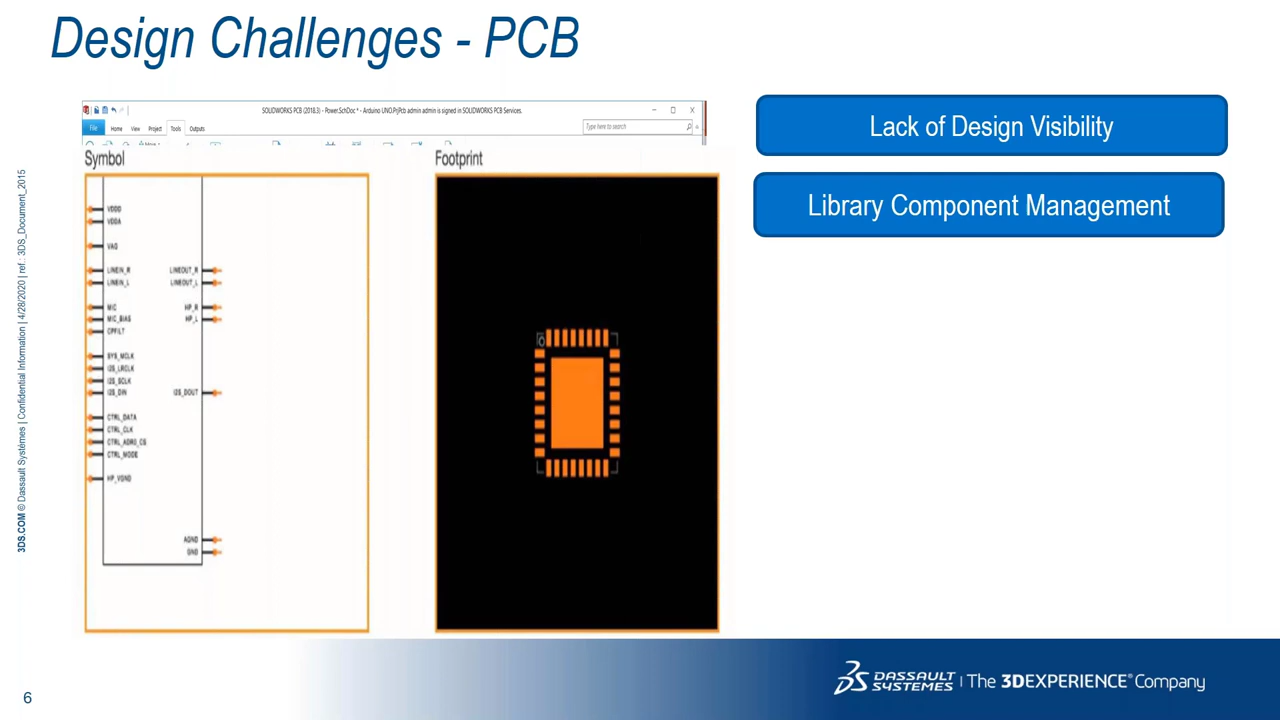 Design Challenges - PCB
SOLIDWORKS PCB (2018.3) - Power.SchDoc * - Arduino UNO.PrjPcb admin admin is signed in SOLIDWORKS PCB Services.
File Home View Project Tools Outputs
Type here to search
Symbol
Footprint
VDDD
VDDA
VAG
LINEIN_R LINEOUT_R
LINEIN_L LINEOUT_L
MIC HP_R
MIC_BIAS HP_L
CPFILT
SYS_MCLK
I2S_LRCLK
I2S_SCLK
I2S_DIN I2S_DOUT
CTRL_DATA
CTRL_CLK
CTRL_ADR0_CS
CTRL_MODE
HP_VGND
AGND
GND
Lack of Design Visibility
Library Component Management
3DS.COM © Dassault Systèmes | Confidential Information | 4/28/2020 | ref.: 3DS_Document_2015
6
DASSAULT SYSTEMES | The 3DEXPERIENCE® Company